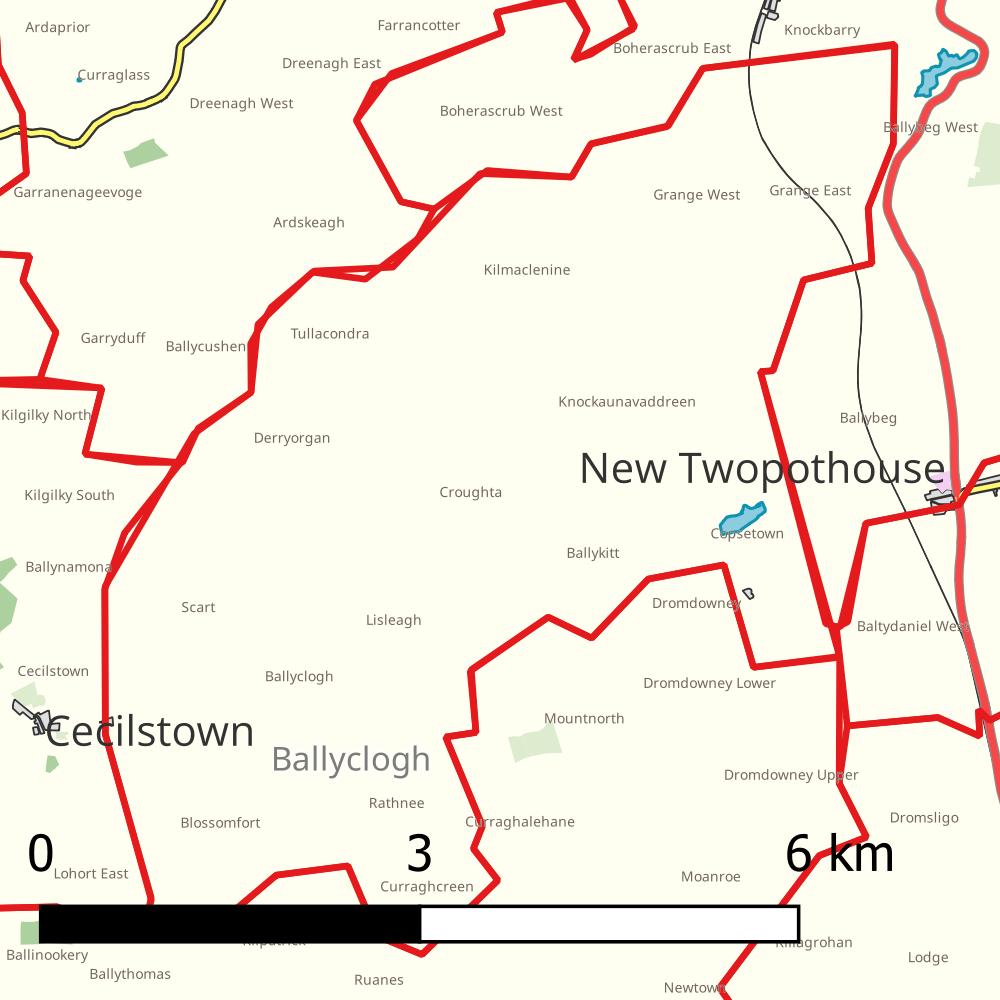 Ardaprior
Farrancotter
Knockbarry
Boherascrub East
Dreenagh East
Curraglass
Dreenagh West
Boherascrub West
Ballybeg West
Garranenageevoge
Grange West
Grange East
Ardskeagh
Kilmaclenine
Tullacondra
Garryduff
Ballycushen
Knockaunavaddreen
Kilgilky North
Ballybeg
Derryorgan
New Twopothouse
Kilgilky South
Croughta
Copsetown
Ballykitt
Ballynamona
Scart
Dromdowney
Lisleagh
Baltydaniel West
Cecilstown
Ballyclogh
Dromdowney Lower
Mountnorth
Cecilstown
Ballyclogh
Dromdowney Upper
Rathnee
Blossomfort
Curraghalehane
Dromsligo
0
3
6 km
Lohort East
Moanroe
Curraghcreen
Kilpatrick
Killagrohan
Ballinookery
Lodge
Ballythomas
Ruanes
Newtown